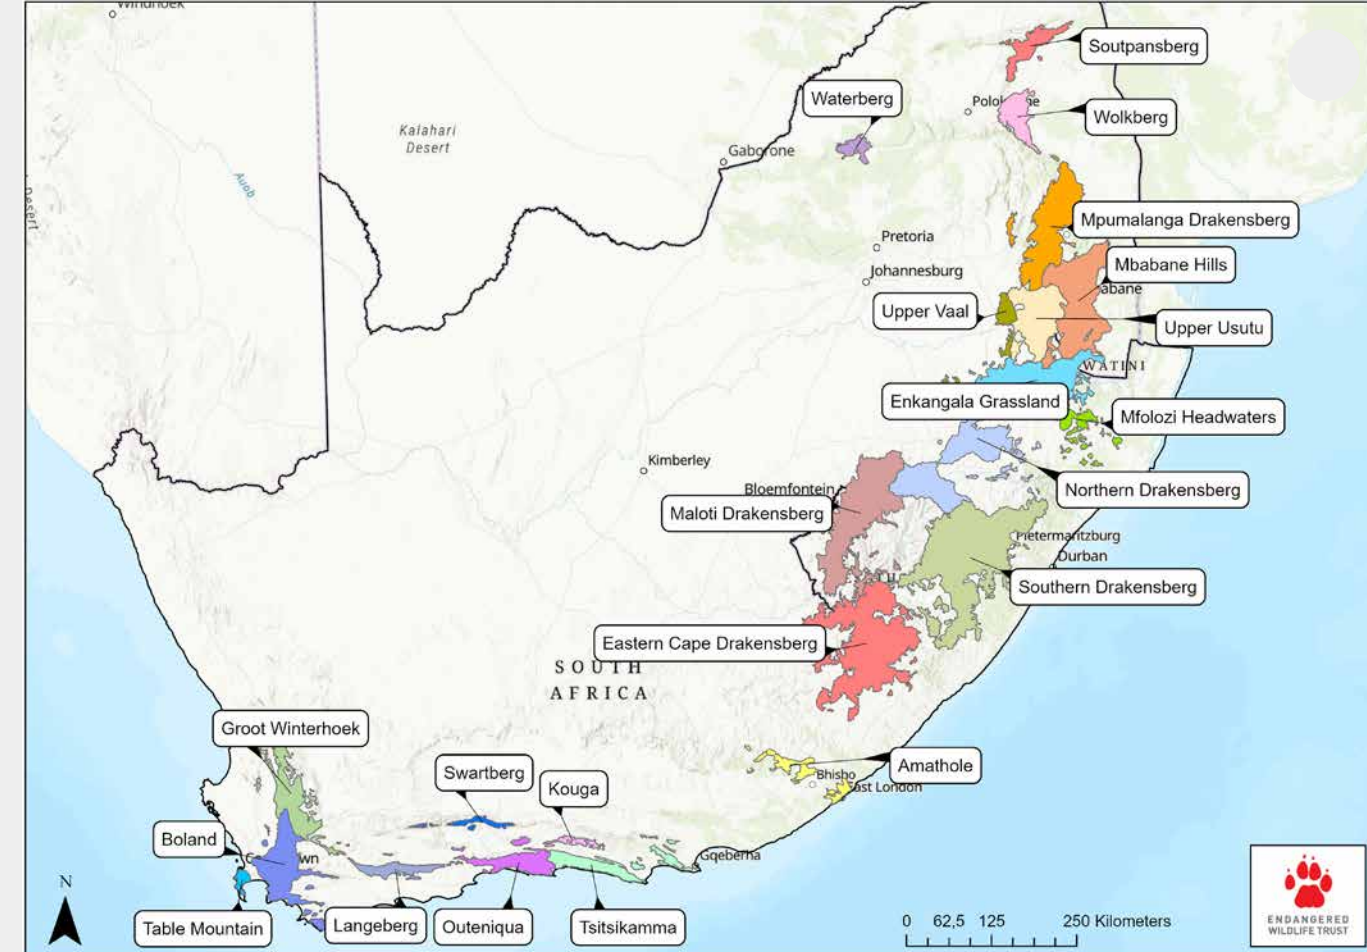 Soutpansberg
Waterberg
Wolkberg
Kalahari
Desert
Auob
Gaborone
Mpumalanga Drakensberg
Pretoria
Mbabane Hills
Johannesburg
Upper Vaal
Upper Usutu
Enkangala Grassland
Mfolozi Headwaters
Kimberley
Bloemfontein
Northern Drakensberg
Maloti Drakensberg
Pietermaritzburg
Durban
Southern Drakensberg
Eastern Cape Drakensberg
SOUTH
AFRICA
Groot Winterhoek
Swartberg
Kouga
Amathole
Bhisho
East London
Boland
Gqeberha
Table Mountain
Langeberg
Outeniqua
Tsitsikamma
N
0 62,5 125 250 Kilometers
ENDANGERED
WILDLIFE TRUST